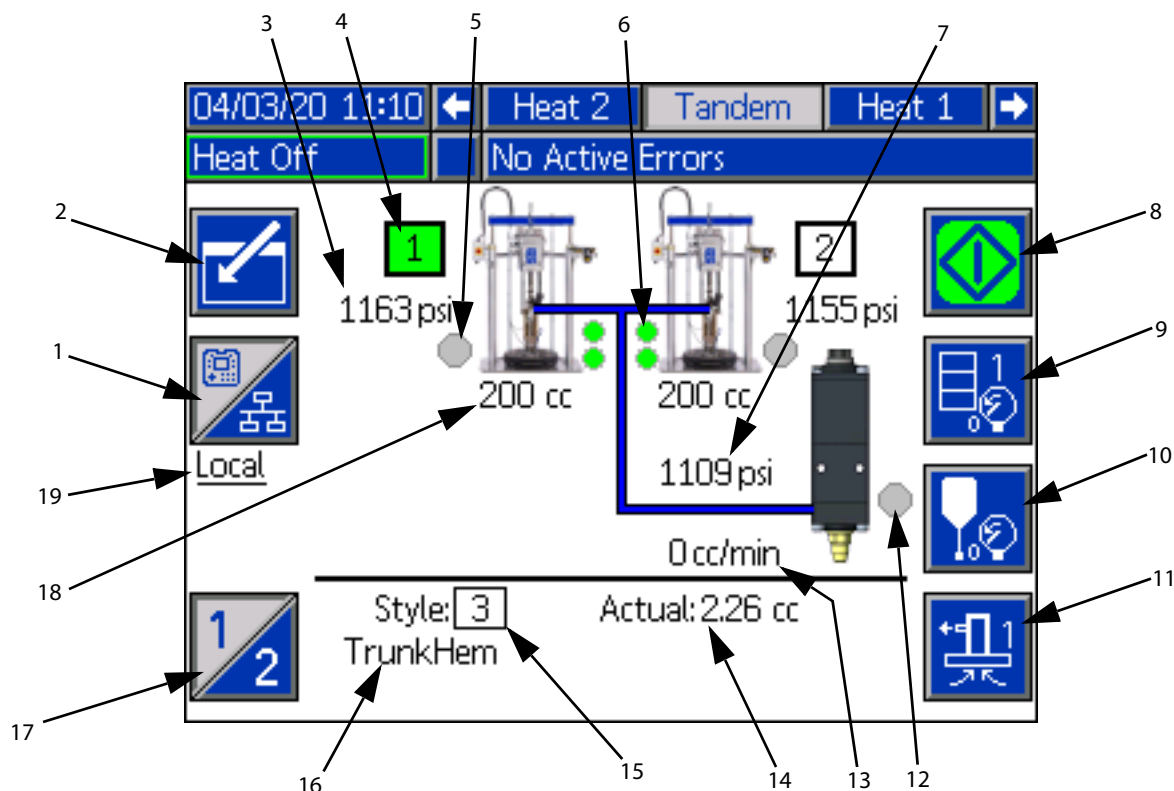 3 4 5 6 7
04/03/20 11:10 Heat 2 Tandem Heat 1
Heat Off No Active Errors
2 8
1 2
1163 psi 1155 psi
1 9
1 0
200 cc 200 cc
Local
1109 psi
19 10
0
18
0 cc/min
11
Style: 3 Actual: 2.26 cc
1
TrunkHem
1 2
17
16 15 14 13 12